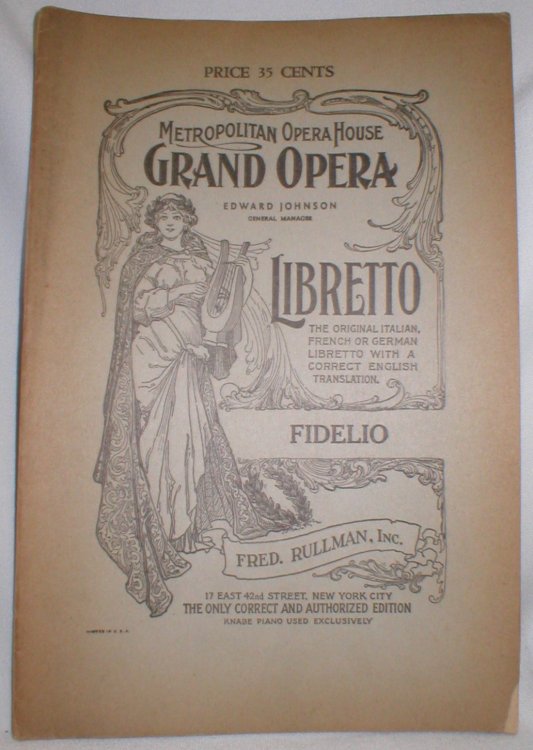 PRICE 35 CENTS
METROPOLITAN OPERA HOUSE
GRAND OPERA
EDWARD JOHNSON
GENERAL MANAGER
LIBRETTO
THE ORIGINAL ITALIAN,
FRENCH OR GERMAN
LIBRETTO WITH A
CORRECT ENGLISH
TRANSLATION.
FIDELIO
FRED. RULLMAN, INC.
17 EAST 42nd STREET, NEW YORK CITY
THE ONLY CORRECT AND AUTHORIZED EDITION
KNABE PIANO USED EXCLUSIVELY
PRINTED IN U.S.A.